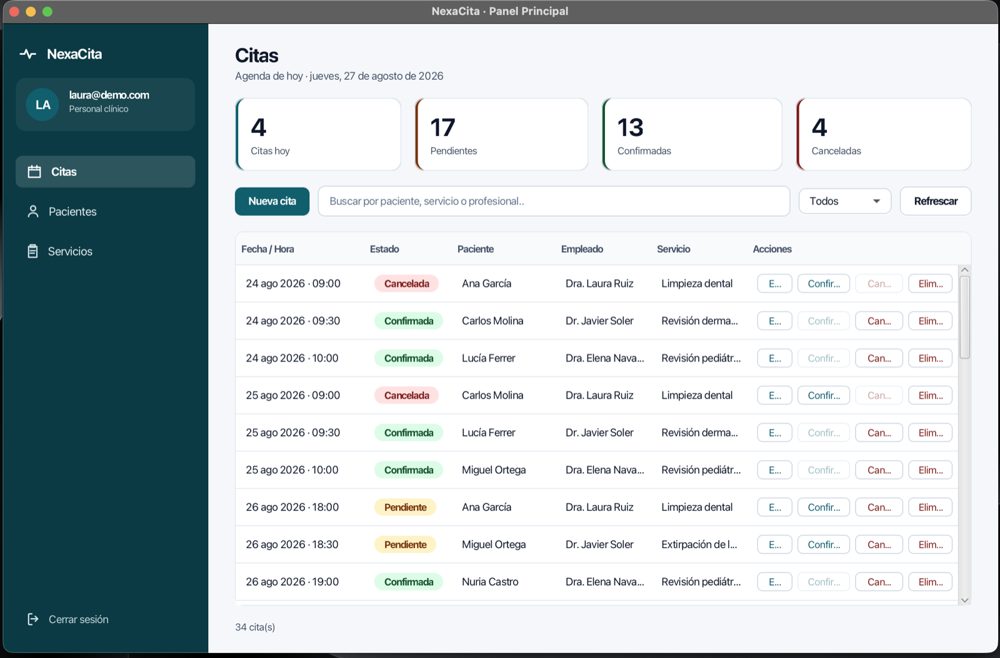 NexaCita · Panel Principal
NexaCita
LA
laura@demo.com
Personal clínico
Citas
Pacientes
Servicios
Cerrar sesión
Citas
Agenda de hoy · jueves, 27 de agosto de 2026
4
Citas hoy
17
Pendientes
13
Confirmadas
4
Canceladas
Nueva cita
Buscar por paciente, servicio o profesional...
Todos
Refrescar
Fecha / Hora Estado Paciente Empleado Servicio Acciones
24 ago 2026 · 09:00 Cancelada Ana García Dra. Laura Ruiz Limpieza dental E... Confir... Can... Elim...
24 ago 2026 · 09:30 Confirmada Carlos Molina Dr. Javier Soler Revisión derma... E... Confir... Can... Elim...
24 ago 2026 · 10:00 Confirmada Lucía Ferrer Dra. Elena Nava... Revisión pediátr... E... Confir... Can... Elim...
25 ago 2026 · 09:00 Cancelada Carlos Molina Dra. Laura Ruiz Limpieza dental E... Confir... Can... Elim...
25 ago 2026 · 09:30 Confirmada Lucía Ferrer Dr. Javier Soler Revisión derma... E... Confir... Can... Elim...
25 ago 2026 · 10:00 Confirmada Miguel Ortega Dra. Elena Nava... Revisión pediátr... E... Confir... Can... Elim...
26 ago 2026 · 18:00 Pendiente Ana García Dra. Laura Ruiz Limpieza dental E... Confir... Can... Elim...
26 ago 2026 · 18:30 Pendiente Miguel Ortega Dr. Javier Soler Extirpación de l... E... Confir... Can... Elim...
26 ago 2026 · 19:00 Confirmada Nuria Castro Dra. Elena Nava... Revisión pediátr... E... Confir... Can... Elim...
34 cita(s)